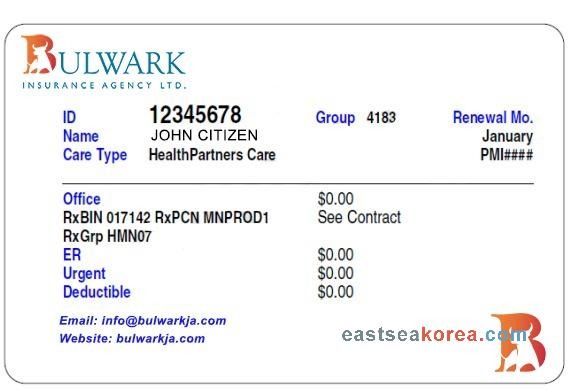 BULWARK
INSURANCE AGENCY LTD.
ID 12345678 Group 4183 Renewal Mo.
Name JOHN CITIZEN January
Care Type HealthPartners Care PMI####
Office $0.00
RxBIN 017142 RxPCN MNPROD1 See Contract
RxGrp HMN07
ER $0.00
Urgent $0.00
Deductible $0.00
Email: info@bulwarkja.com
Website: bulwarkja.com
eastseakorea.com
B